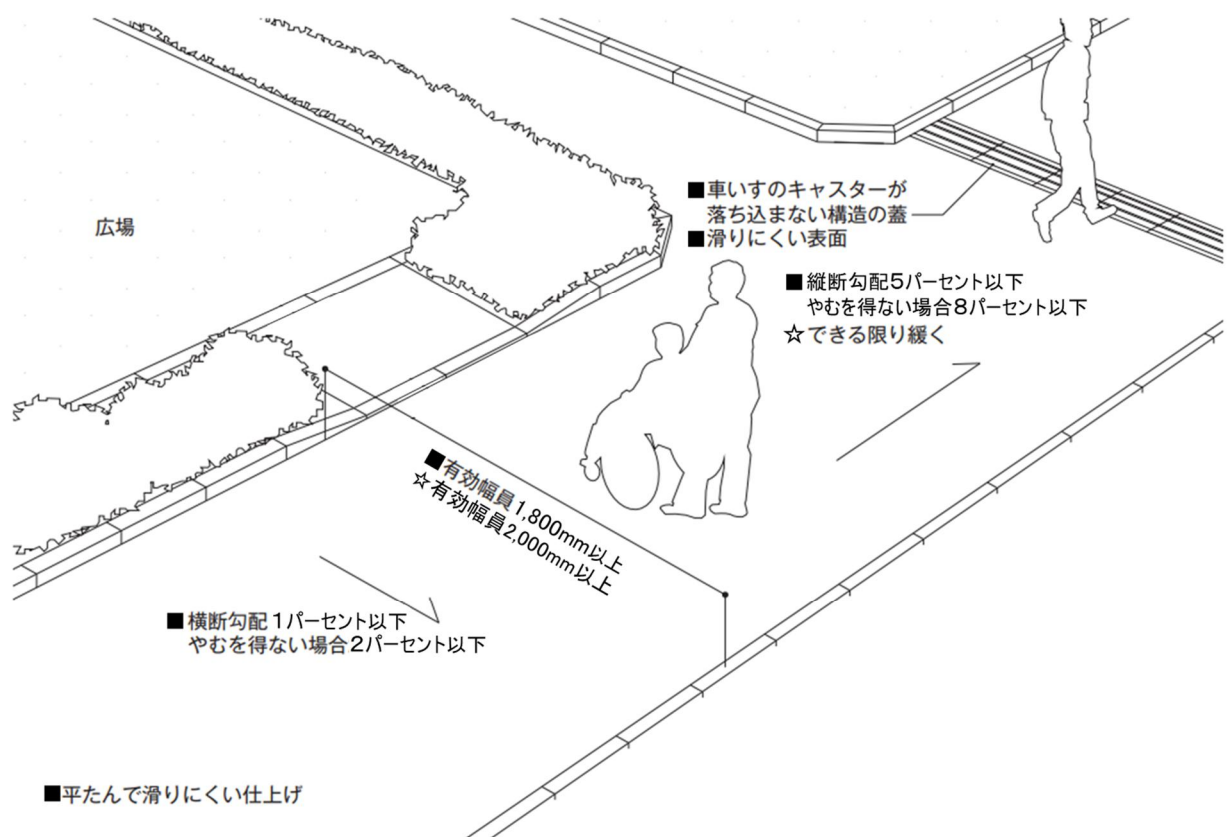 広場
■車いすのキャスターが
落ち込まない構造の蓋
■滑りにくい表面
■縦断勾配5パーセント以下
やむを得ない場合8パーセント以下
☆できる限り緩く
■有効幅員1,800mm以上
☆有効幅員2,000mm以上
■横断勾配1パーセント以下
やむを得ない場合2パーセント以下
■平たんで滑りにくい仕上げ